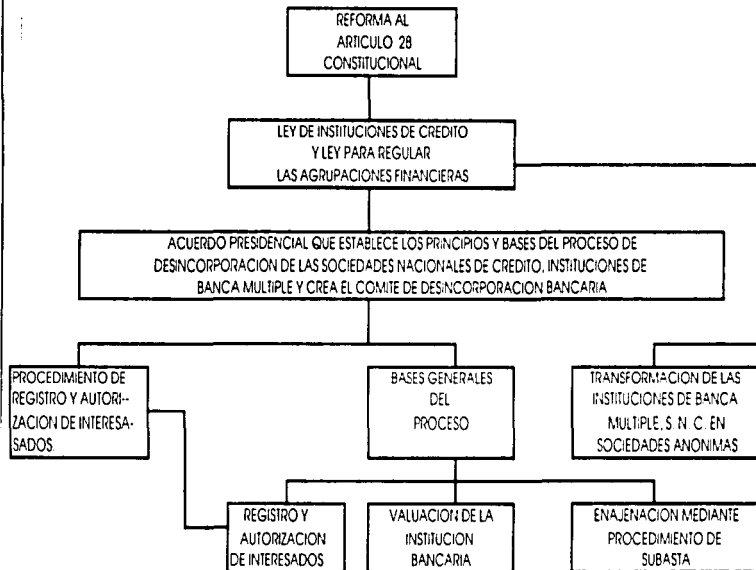 REFORMA AL
ARTICULO 28
CONSTITUCIONAL
LEY DE INSTITUCIONES DE CREDITO
Y LEY PARA REGULAR
LAS AGRUPACIONES FINANCIERAS
ACUERDO PRESIDENCIAL QUE ESTABLECE LOS PRINCIPIOS Y BASES DEL PROCESO DE
DESINCORPORACION DE LAS SOCIEDADES NACIONALES DE CREDITO, INSTITUCIONES DE
BANCA MULTIPLE Y CREA EL COMITE DE DESINCORPORACION BANCARIA
PROCEDIMIENTO DE
REGISTRO Y AUTORI-
ZACION DE INTERESA-
SADOS.
BASES GENERALES
DEL
PROCESO
TRANSFORMACION DE LAS
INSTITUCIONES DE BANCA
MULTIPLE, S. N. C. EN
SOCIEDADES ANONIMAS
REGISTRO Y
AUTORIZACION
DE INTERESADOS
VALUACION DE LA
INSTITUCION
BANCARIA
ENAJENACION MEDIANTE
PROCEDIMIENTO DE
SUBASTA